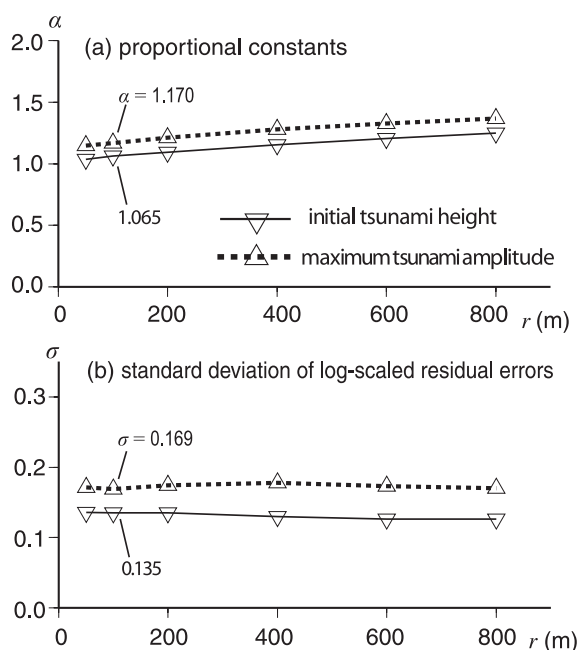 α
(a) proportional constants
2.0
1.5
1.0
0.5
0.0
α = 1.170
1.065
initial tsunami height
maximum tsunami amplitude
0 200 400 600 800
r (m)
σ
(b) standard deviation of log-scaled residual errors
0.3
0.2
0.1
0.0
σ = 0.169
0.135
0 200 400 600 800
r (m)